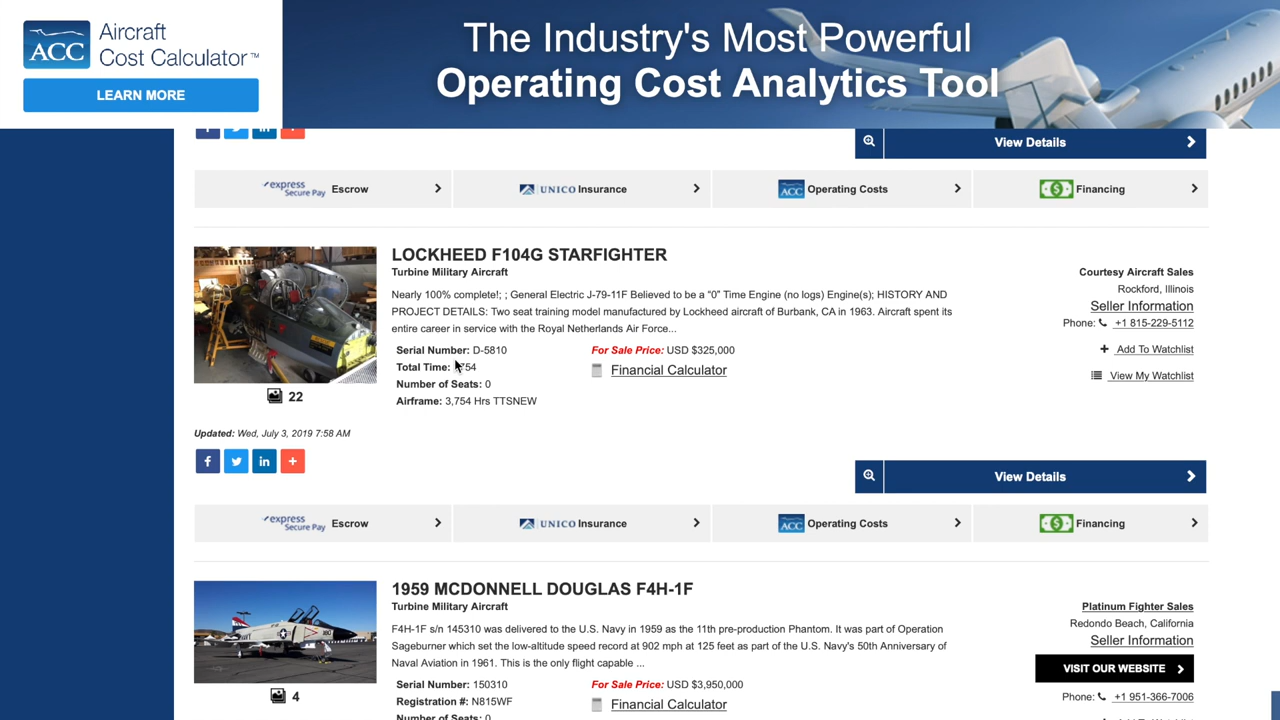 ACC
Aircraft
Cost Calculator™
LEARN MORE
The Industry's Most Powerful
Operating Cost Analytics Tool
View Details
express Secure Pay Escrow
UNICO Insurance
ACC Operating Costs
$ Financing
LOCKHEED F104G STARFIGHTER
Turbine Military Aircraft
Nearly 100% complete!; ; General Electric J-79-11F Believed to be a "0" Time Engine (no logs) Engine(s); HISTORY AND
PROJECT DETAILS: Two seat training model manufactured by Lockheed aircraft of Burbank, CA in 1963. Aircraft spent its
entire career in service with the Royal Netherlands Air Force...
Serial Number: D-5810
Total Time: 754
Number of Seats: 0
Airframe: 3,754 Hrs TTSNEW
For Sale Price: USD $325,000
Financial Calculator
Courtesy Aircraft Sales
Rockford, Illinois
Seller Information
Phone: +1 815-229-5112
+ Add To Watchlist
View My Watchlist
22
Updated: Wed, July 3, 2019 7:58 AM
f
in
+
View Details
express Secure Pay Escrow
UNICO Insurance
ACC Operating Costs
$ Financing
1959 MCDONNELL DOUGLAS F4H-1F
Turbine Military Aircraft
F4H-1F s/n 145310 was delivered to the U.S. Navy in 1959 as the 11th pre-production Phantom. It was part of Operation
Sageburner which set the low-altitude speed record at 902 mph at 125 feet as part of the U.S. Navy's 50th Anniversary of
Naval Aviation in 1961. This is the only flight capable ...
Serial Number: 150310
Registration #: N815WF
Number of Seats: 0
For Sale Price: USD $3,950,000
Financial Calculator
Platinum Fighter Sales
Redondo Beach, California
Seller Information
VISIT OUR WEBSITE
Phone: +1 951-366-7006
4